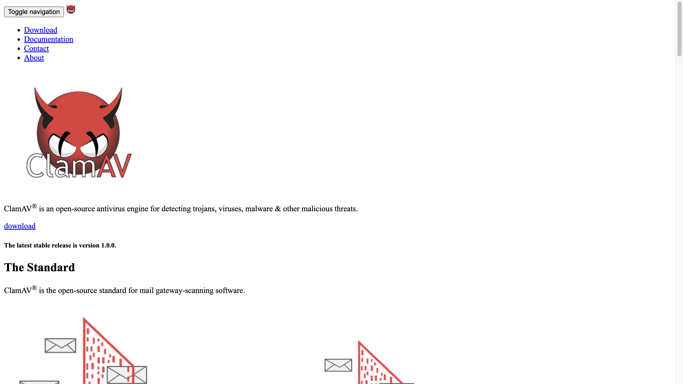 Toggle navigation
Download
Documentation
Contact
About
ClamAV
ClamAV® is an open-source antivirus engine for detecting trojans, viruses, malware & other malicious threats.
download
The latest stable release is version 1.0.0.
The Standard
ClamAV® is the open-source standard for mail gateway-scanning software.